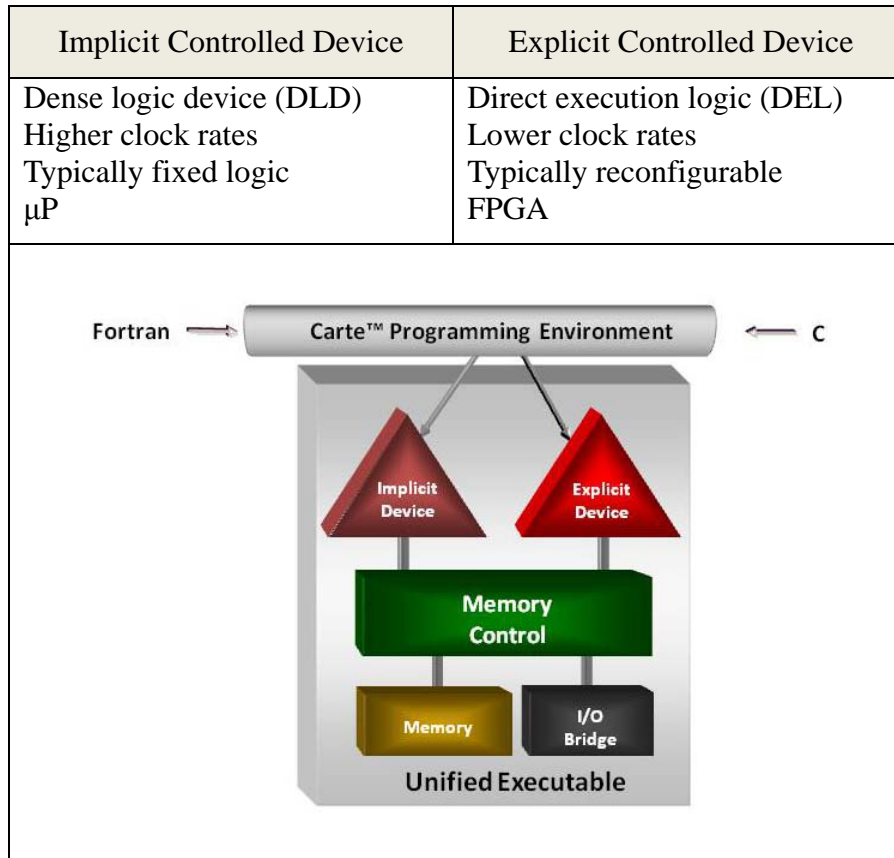 Implicit Controlled Device
Explicit Controlled Device
Dense logic device (DLD)
Higher clock rates
Typically fixed logic
μP
Direct execution logic (DEL)
Lower clock rates
Typically reconfigurable
FPGA
Fortran
Carte™ Programming Environment
C
Implicit
Device
Explicit
Device
Memory
Control
Memory
I/O
Bridge
Unified Executable